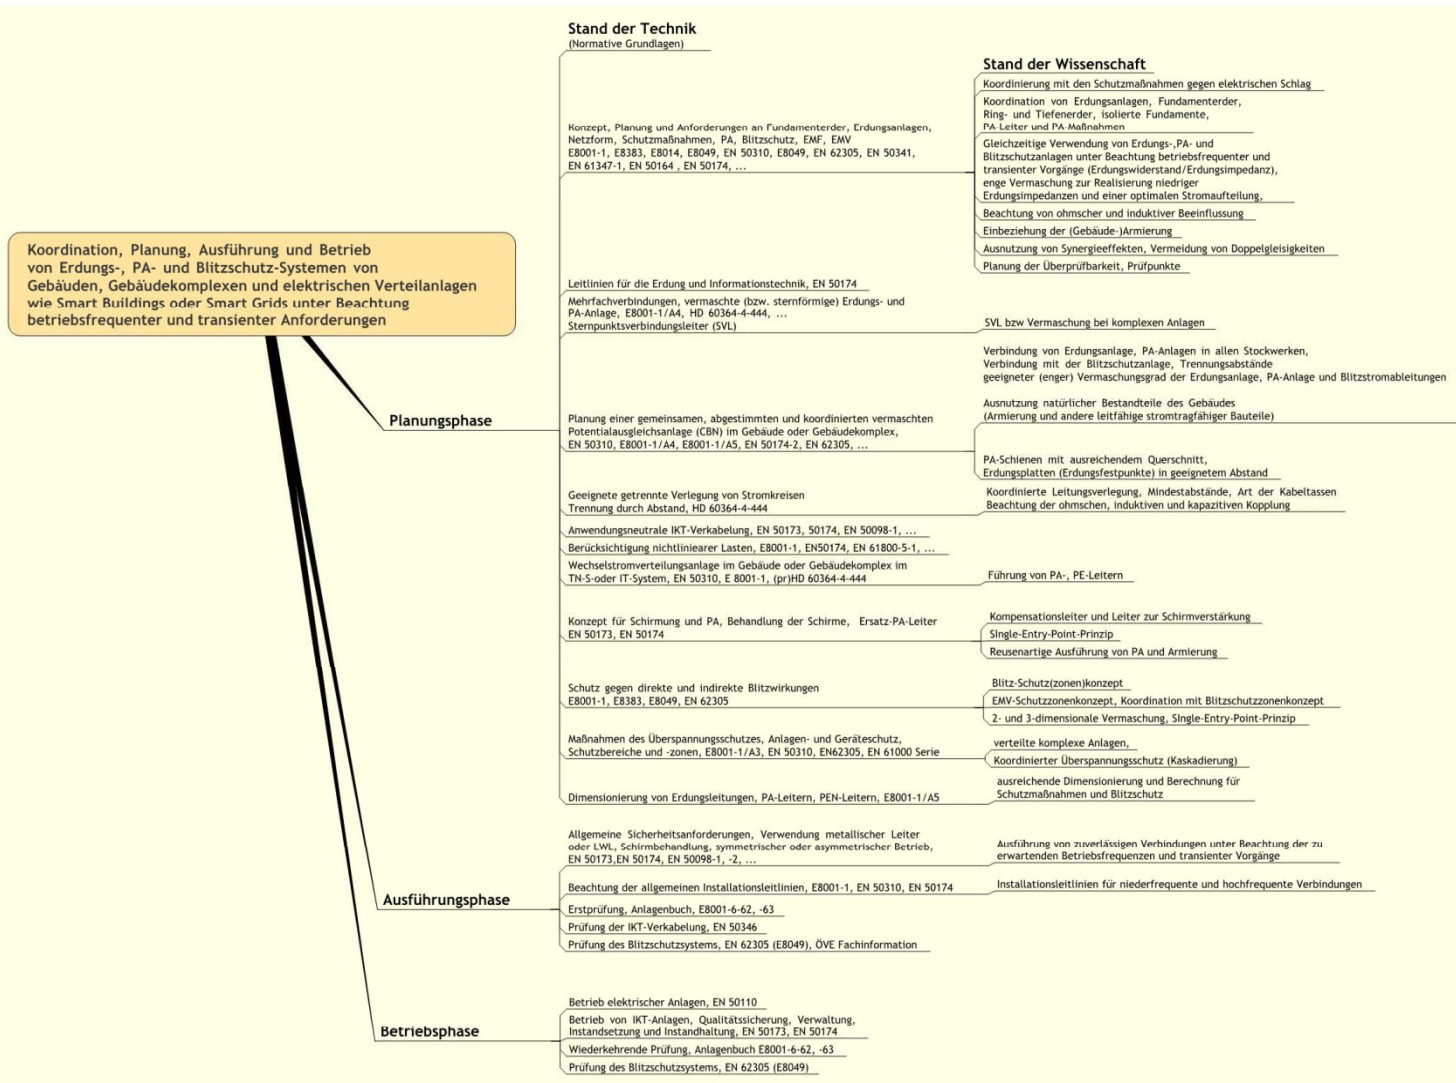 Koordination, Planung, Ausführung und Betrieb
von Erdungs-, PA- und Blitzschutz-Systemen von
Gebäuden, Gebäudekomplexen und elektrischen Verteilanlagen
wie Smart Buildings oder Smart Grids unter Beachtung
betriebsfrequenter und transienter Anforderungen
Planungsphase
Stand der Technik
(Normative Grundlagen)
Konzept, Planung und Anforderungen an Fundamenterder, Erdungsanlagen,
Netzform, Schutzmaßnahmen, PA, Blitzschutz, EMF, EMV
E8001-1, E8383, E8014, E8049, EN 50310, E8049, EN 62305, EN 50341,
EN 61347-1, EN 50164 , EN 50174, ...
Stand der Wissenschaft
Koordinierung mit den Schutzmaßnahmen gegen elektrischen Schlag
Koordination von Erdungsanlagen, Fundamenterder,
Ring- und Tiefenerder, isolierte Fundamente,
PA-Leiter und PA-Maßnahmen
Gleichzeitige Verwendung von Erdungs-,PA- und
Blitzschutzanlagen unter Beachtung betriebsfrequenter und
transienter Vorgänge (Erdungswiderstand/Erdungsimpedanz),
enge Vermaschung zur Realisierung niedriger
Erdungsimpedanzen und einer optimalen Stromaufteilung,
Beachtung von ohmscher und induktiver Beeinflussung
Einbeziehung der (Gebäude-)Armierung
Ausnutzung von Synergieeffekten, Vermeidung von Doppelgleisigkeiten
Planung der Überprüfbarkeit, Prüfpunkte
Leitlinien für die Erdung und Informationstechnik, EN 50174
Mehrfachverbindungen, vermaschte (bzw. sternförmige) Erdungs- und
PA-Anlage, E8001-1/A4, HD 60364-4-444, ...
Sternpunktsverbindungsleiter (SVL)
SVL bzw Vermaschung bei komplexen Anlagen
Planung einer gemeinsamen, abgestimmten und koordinierten vermaschten
Potentialausgleichsanlage (CBN) im Gebäude oder Gebäudekomplex,
EN 50310, E8001-1/A4, E8001-1/A5, EN 50174-2, EN 62305, ...
Verbindung von Erdungsanlage, PA-Anlagen in allen Stockwerken,
Verbindung mit der Blitzschutzanlage, Trennungsabstände
geeigneter (enger) Vermaschungsgrad der Erdungsanlage, PA-Anlage und Blitzstromableitungen
Ausnutzung natürlicher Bestandteile des Gebäudes
(Armierung und andere leitfähige stromtragfähiger Bauteile)
PA-Schienen mit ausreichendem Querschnitt,
Erdungsplatten (Erdungsfestpunkte) in geeignetem Abstand
Geeignete getrennte Verlegung von Stromkreisen
Trennung durch Abstand, HD 60364-4-444
Koordinierte Leitungsverlegung, Mindestabstände, Art der Kabeltassen
Beachtung der ohmschen, induktiven und kapazitiven Kopplung
Anwendungsneutrale IKT-Verkabelung, EN 50173, 50174, EN 50098-1, ...
Berücksichtigung nichtliniearer Lasten, E8001-1, EN50174, EN 61800-5-1, ...
Wechselstromverteilungsanlage im Gebäude oder Gebäudekomplex im
TN-S-oder IT-System, EN 50310, E 8001-1, (pr)HD 60364-4-444
Führung von PA-, PE-Leitern
Konzept für Schirmung und PA, Behandlung der Schirme, Ersatz-PA-Leiter
EN 50173, EN 50174
Kompensationsleiter und Leiter zur Schirmverstärkung
SIngle-Entry-Point-Prinzip
Reusenartige Ausführung von PA und Armierung
Schutz gegen direkte und indirekte Blitzwirkungen
E8001-1, E8383, E8049, EN 62305
Blitz-Schutz(zonen)konzept
EMV-Schutzzonenkonzept, Koordination mit Blitzschutzzonenkonzept
2- und 3-dimensionale Vermaschung, SIngle-Entry-Point-Prinzip
Maßnahmen des Überspannungsschutzes, Anlagen- und Geräteschutz,
Schutzbereiche und -zonen, E8001-1/A3, EN 50310, EN62305, EN 61000 Serie
verteilte komplexe Anlagen,
Koordinierter Überspannungsschutz (Kaskadierung)
Dimensionierung von Erdungsleitungen, PA-Leitern, PEN-Leitern, E8001-1/A5
ausreichende Dimensionierung und Berechnung für
Schutzmaßnahmen und Blitzschutz
Ausführungsphase
Allgemeine Sicherheitsanforderungen, Verwendung metallischer Leiter
oder LWL, Schirmbehandlung, symmetrischer oder asymmetrischer Betrieb,
EN 50173,EN 50174, EN 50098-1, -2, ...
Ausführung von zuverlässigen Verbindungen unter Beachtung der zu
erwartenden Betriebsfrequenzen und transienter Vorgänge
Beachtung der allgemeinen Installationsleitlinien, E8001-1, EN 50310, EN 50174
Installationsleitlinien für niederfrequente und hochfrequente Verbindungen
Erstprüfung, Anlagenbuch, E8001-6-62, -63
Prüfung der IKT-Verkabelung, EN 50346
Prüfung des Blitzschutzsystems, EN 62305 (E8049), ÖVE Fachinformation
Betriebsphase
Betrieb elektrischer Anlagen, EN 50110
Betrieb von IKT-Anlagen, Qualitätssicherung, Verwaltung,
Instandsetzung und Instandhaltung, EN 50173, EN 50174
Wiederkehrende Prüfung, Anlagenbuch E8001-6-62, -63
Prüfung des Blitzschutzsystems, EN 62305 (E8049)